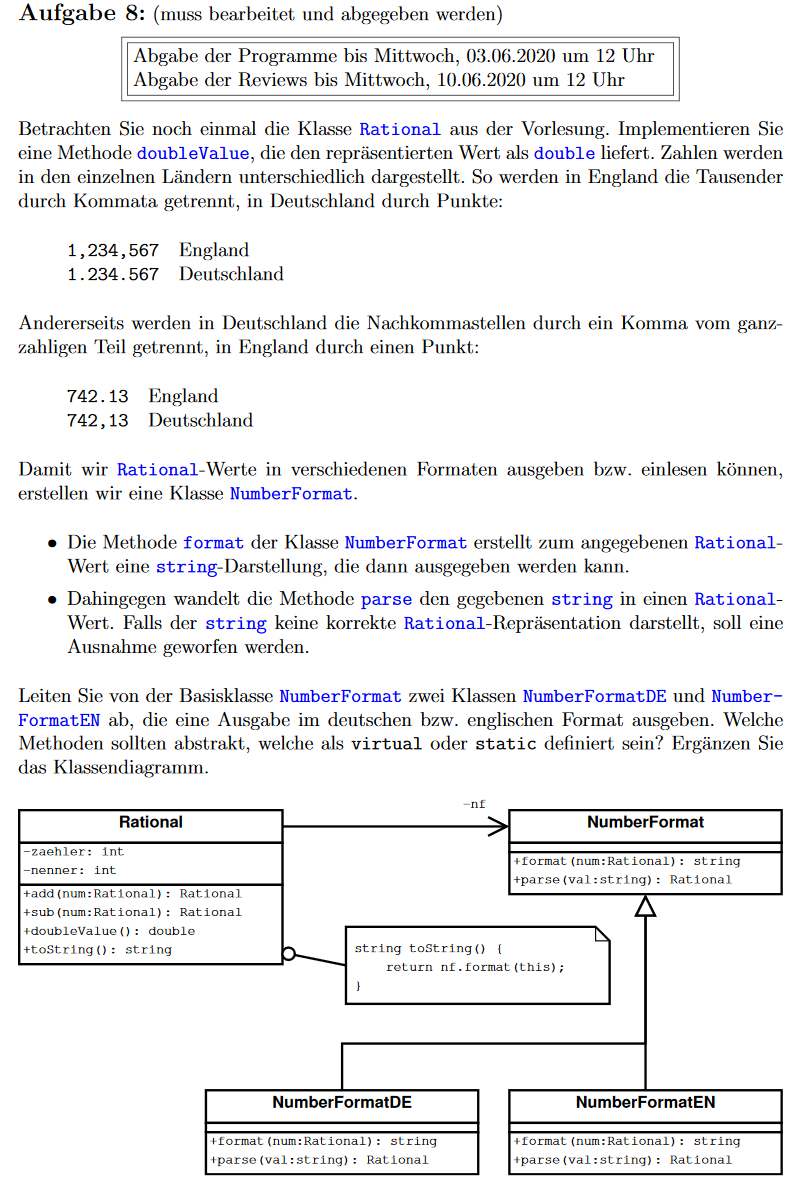 Aufgabe 8: (muss bearbeitet und abgegeben werden)
Abgabe der Programme bis Mittwoch, 03.06.2020 um 12 Uhr
Abgabe der Reviews bis Mittwoch, 10.06.2020 um 12 Uhr
Betrachten Sie noch einmal die Klasse Rational aus der Vorlesung. Implementieren Sie
eine Methode doubleValue, die den repräsentierten Wert als double liefert. Zahlen werden
in den einzelnen Ländern unterschiedlich dargestellt. So werden in England die Tausender
durch Kommata getrennt, in Deutschland durch Punkte:
1,234,567 England
1.234.567 Deutschland
Andererseits werden in Deutschland die Nachkommastellen durch ein Komma vom ganz-
zahligen Teil getrennt, in England durch einen Punkt:
742.13 England
742,13 Deutschland
Damit wir Rational-Werte in verschiedenen Formaten ausgeben bzw. einlesen können,
erstellen wir eine Klasse NumberFormat.
• Die Methode format der Klasse NumberFormat erstellt zum angegebenen Rational-
Wert eine string-Darstellung, die dann ausgegeben werden kann.
• Dahingegen wandelt die Methode parse den gegebenen string in einen Rational-
Wert. Falls der string keine korrekte Rational-Repräsentation darstellt, soll eine
Ausnahme geworfen werden.
Leiten Sie von der Basisklasse NumberFormat zwei Klassen NumberFormatDE und Number-
FormatEN ab, die eine Ausgabe im deutschen bzw. englischen Format ausgeben. Welche
Methoden sollten abstrakt, welche als virtual oder static definiert sein? Ergänzen Sie
das Klassendiagramm.
-nf
Rational
-zaehler: int
-nenner: int
+add(num:Rational): Rational
+sub(num:Rational): Rational
+doubleValue(): double
+toString(): string
NumberFormat
+format(num:Rational): string
+parse(val:string): Rational
string toString() {
return nf.format(this);
}
NumberFormatDE
+format(num:Rational): string
+parse(val:string): Rational
NumberFormatEN
+format(num:Rational): string
+parse(val:string): Rational